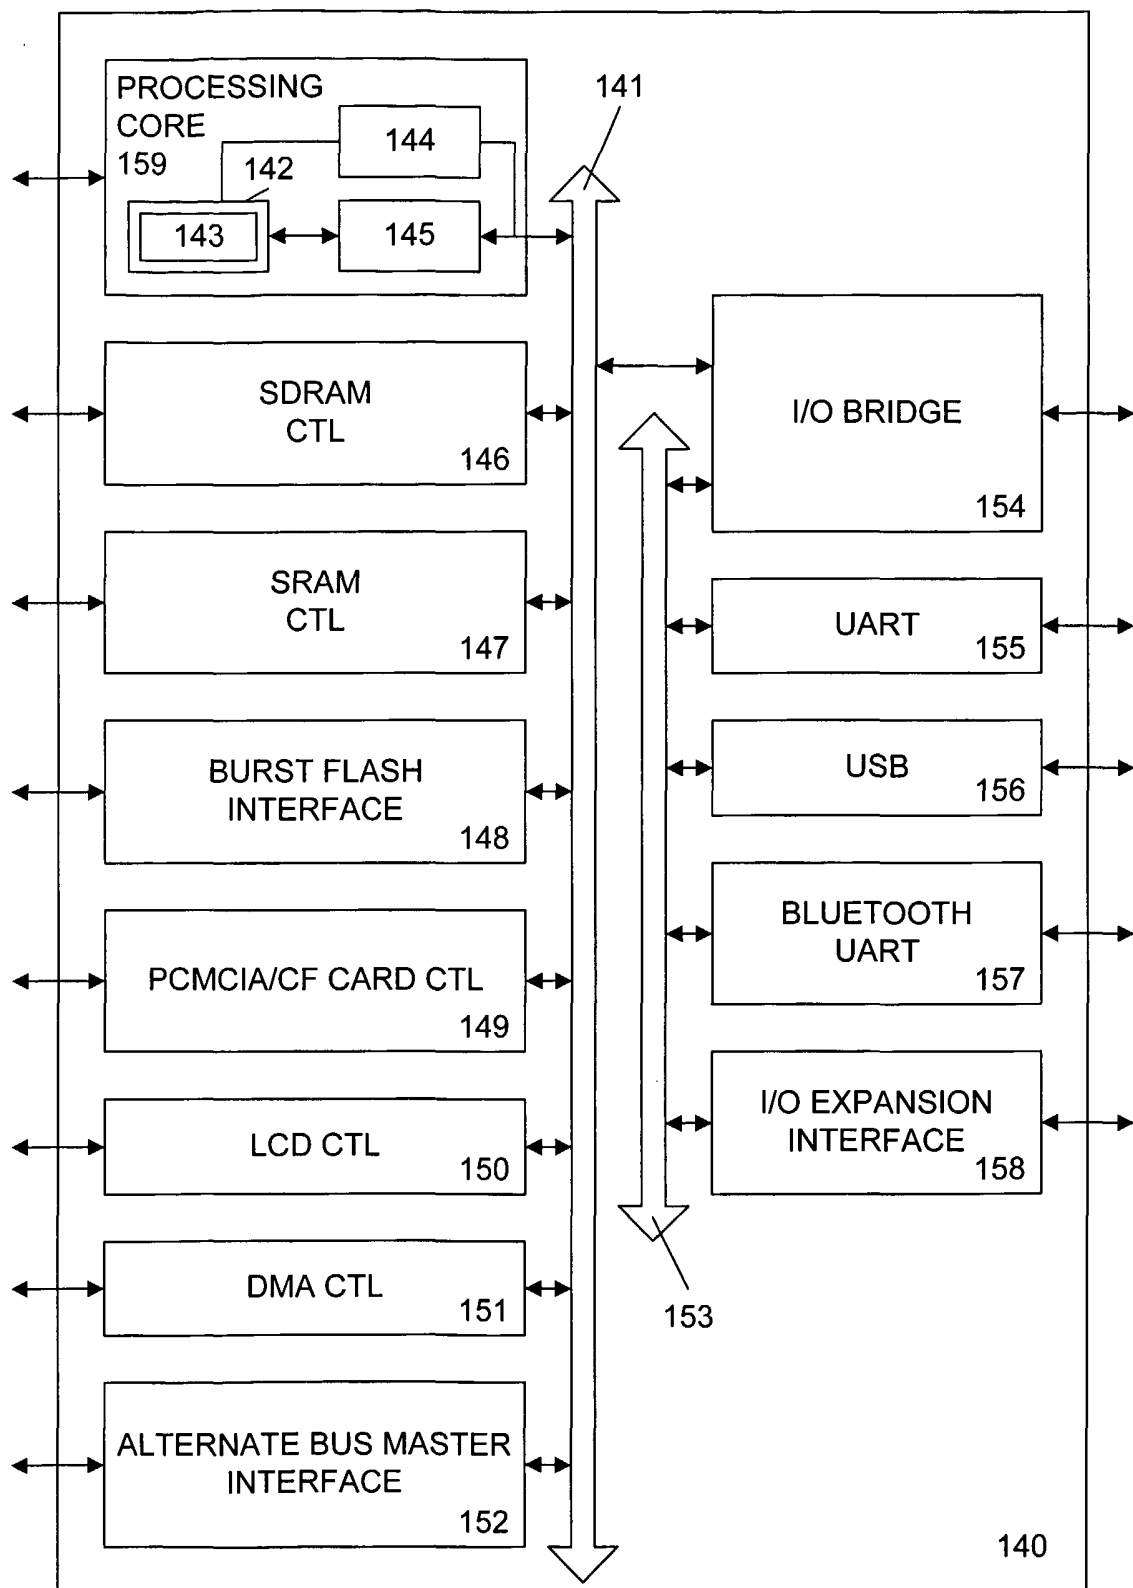 PROCESSING
CORE
159
142
144
143
145
141
SDRAM
CTL
146
SRAM
CTL
147
BURST FLASH
INTERFACE
148
PCMCIA/CF CARD CTL
149
LCD CTL
150
DMA CTL
151
ALTERNATE BUS MASTER
INTERFACE
152
I/O BRIDGE
154
UART
155
USB
156
BLUETOOTH
UART
157
I/O EXPANSION
INTERFACE
158
153
140